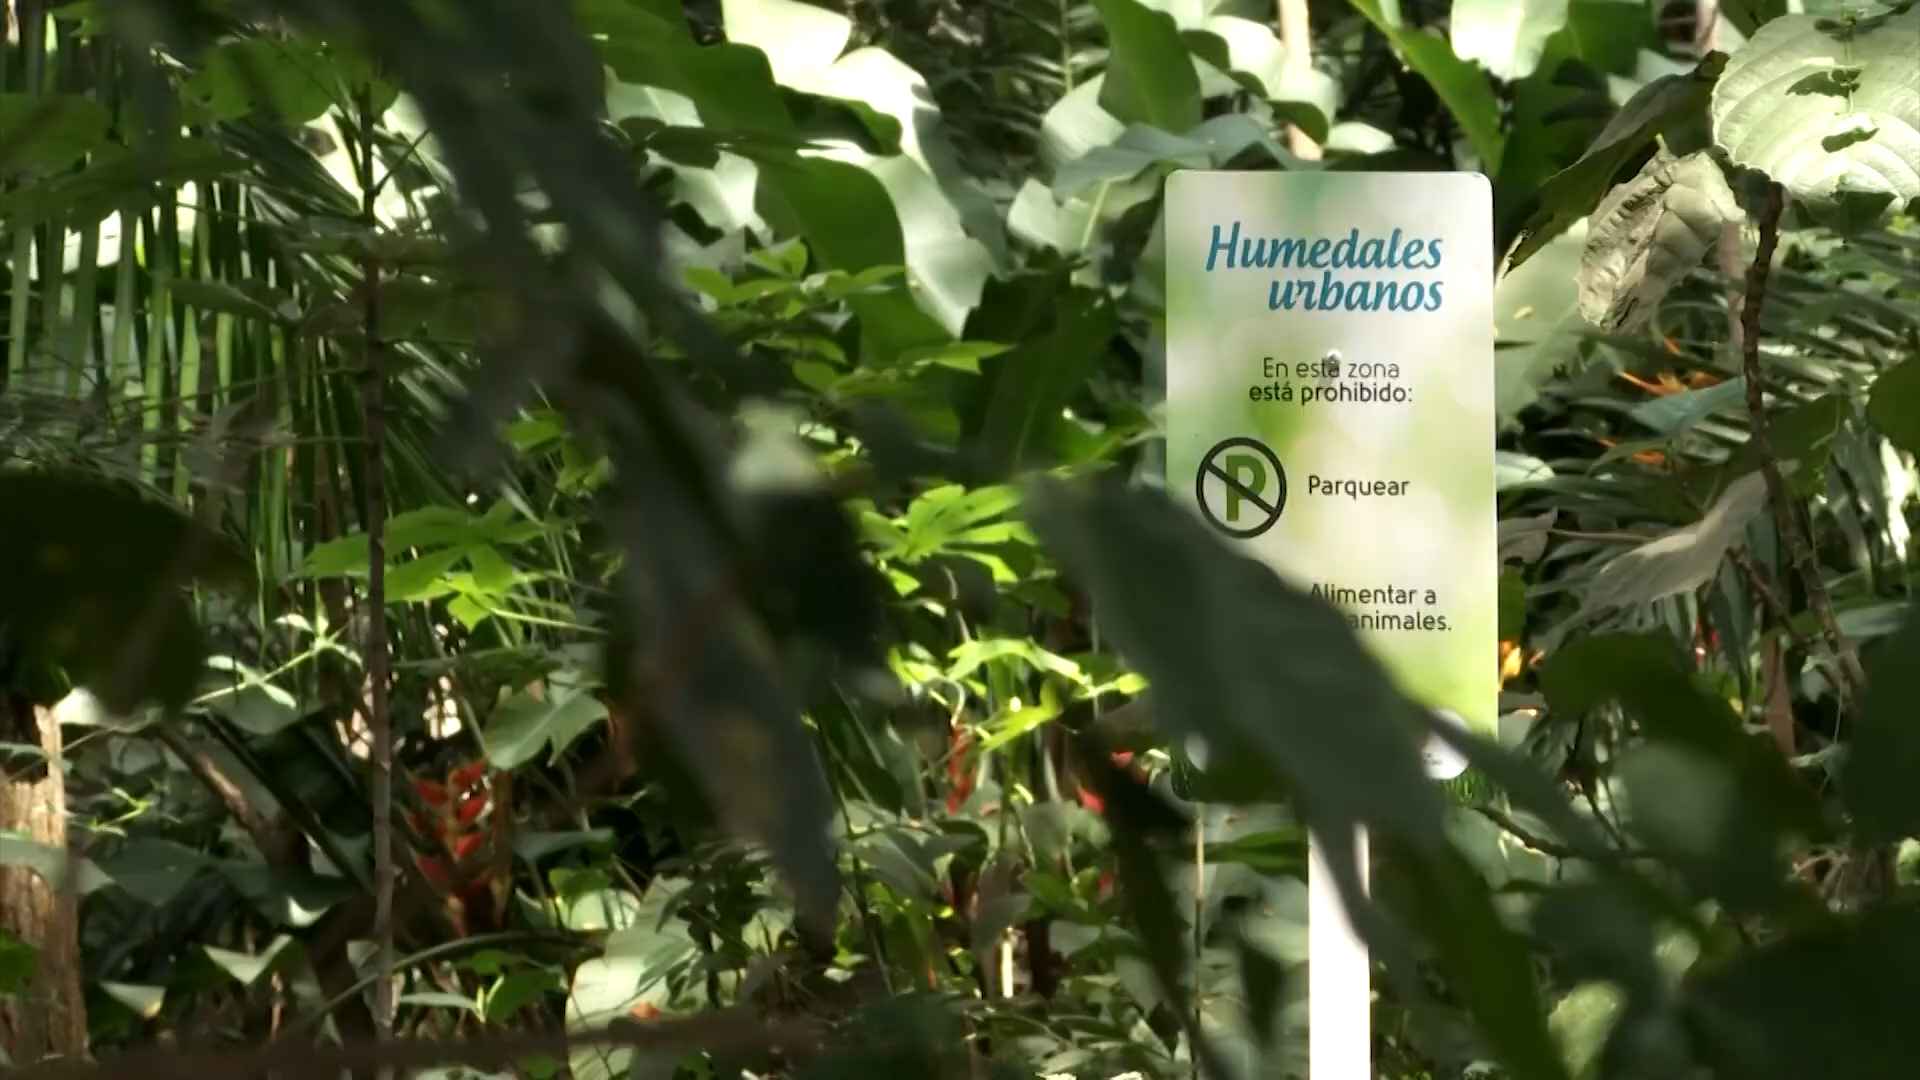 Humedales
urbanos
En esta zona
está prohibido:
P
Parquear
Alimentar a
animales.